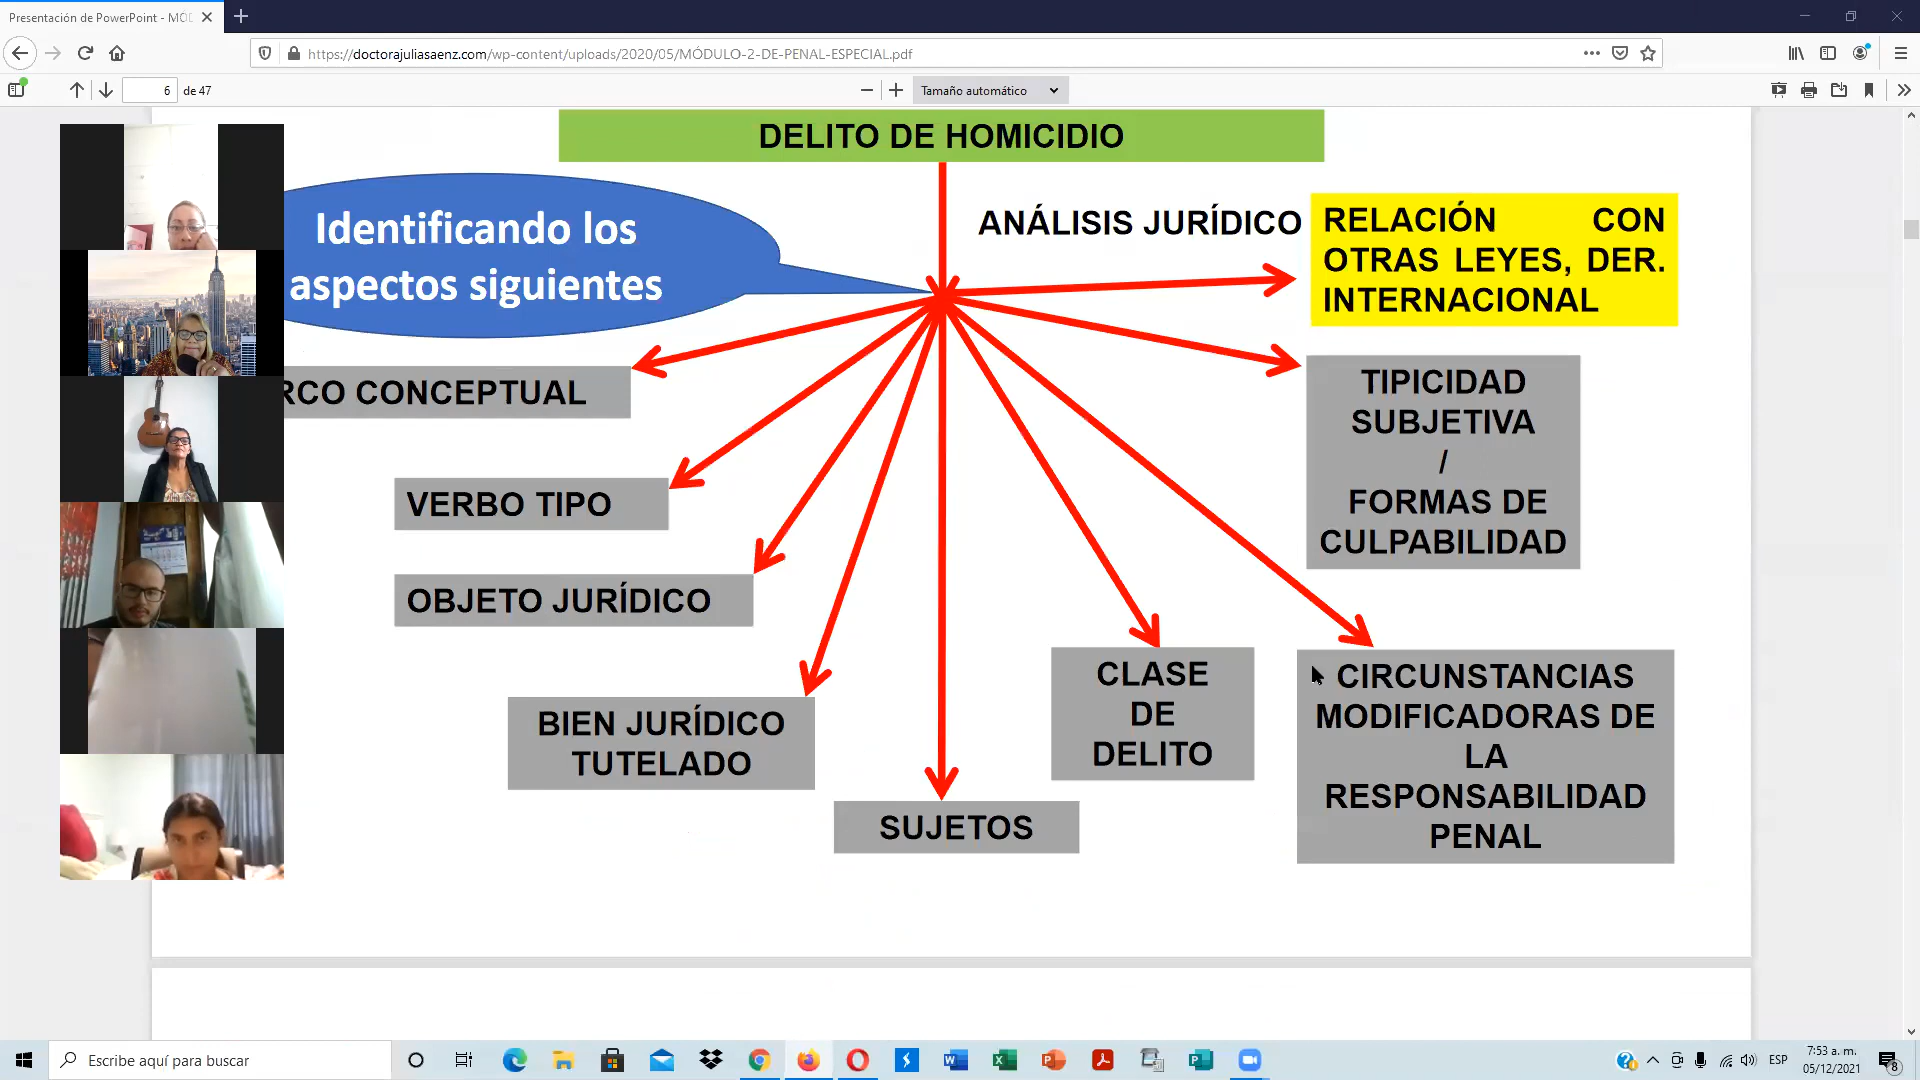 Presentación de PowerPoint - MÓD
https://doctorajuliasaenz.com/wp-content/uploads/2020/05/MÓDULO-2-DE-PENAL-ESPECIAL.pdf
6 de 47
Tamaño automático
DELITO DE HOMICIDIO
Identificando los
aspectos siguientes
ANÁLISIS JURÍDICO
RELACIÓN CON
OTRAS LEYES, DER.
INTERNACIONAL
RCO CONCEPTUAL
TIPICIDAD
SUBJETIVA
/
FORMAS DE
CULPABILIDAD
VERBO TIPO
OBJETO JURÍDICO
BIEN JURÍDICO
TUTELADO
SUJETOS
CLASE
DE
DELITO
CIRCUNSTANCIAS
MODIFICADORAS DE
LA
RESPONSABILIDAD
PENAL
Escribe aquí para buscar
ESP
7:53 a. m.
05/12/2021
8